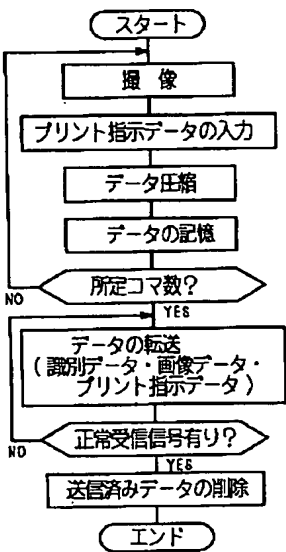 スタート
撮 像
プリント指示データの入力
データ圧縮
データの記憶
所定コマ数?
NO
YES
データの転送
(識別データ・画像データ・
プリント指示データ)
正常受信信号有り?
NO
YES
送信済みデータの削除
エンド